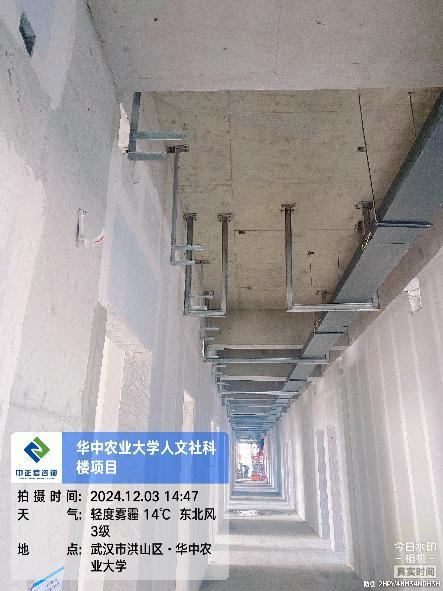 华中农业大学人文社科
楼项目
中正嘉咨询
拍摄时间: 2024.12.03 14:47
天 气: 轻度雾霾 14℃ 东北风
3级
地 点: 武汉市洪山区·华中农
业大学
今日水印
相机
真实时间